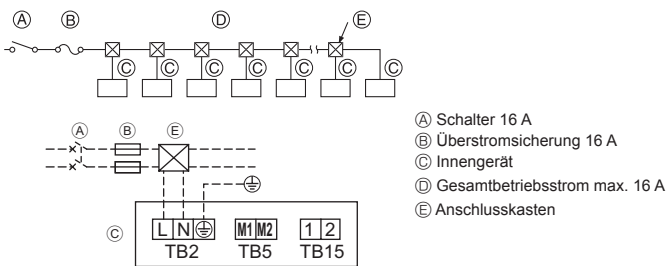 Ⓐ Ⓑ Ⓓ Ⓔ
Ⓒ Ⓒ Ⓒ Ⓒ Ⓒ Ⓒ Ⓒ
Ⓐ Ⓑ Ⓔ
Ⓒ
L N
M1 M2
1 2
TB2 TB5 TB15
Ⓐ Schalter 16 A
Ⓑ Überstromsicherung 16 A
Ⓒ Innengerät
Ⓓ Gesamtbetriebsstrom max. 16 A
Ⓔ Anschlusskasten